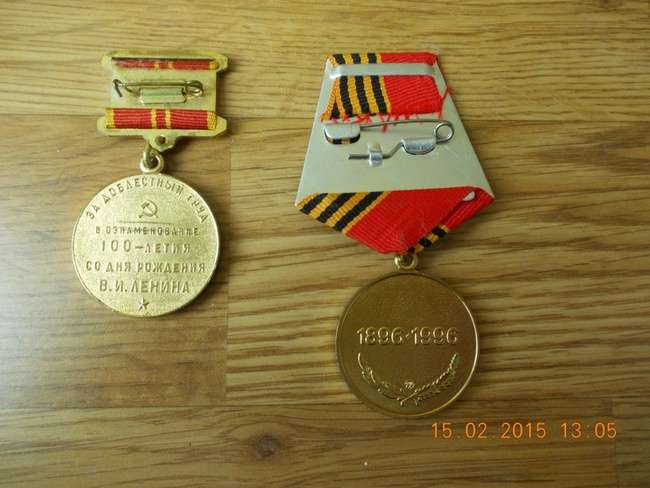 ЗА ДОБЛЕСТНЫЙ ТРУД
В ОЗНАМЕНОВАНИЕ
100-ЛЕТИЯ
СО ДНЯ РОЖДЕНИЯ
В.И.ЛЕНИНА
1896-1996
15.02.2015 13:05